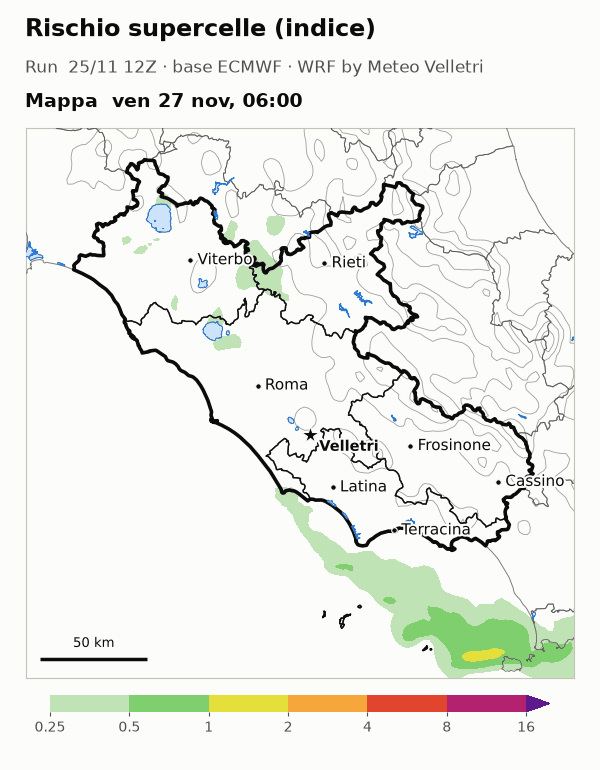 Rischio supercelle (indice)
Run  25/11 12Z · base ECMWF · WRF by Meteo Velletri
Mappa  ven 27 nov, 06:00
Viterbo
Rieti
Roma
Velletri
Frosinone
Latina
Cassino
Terracina
50 km
0.25 0.5 1 2 4 8 16